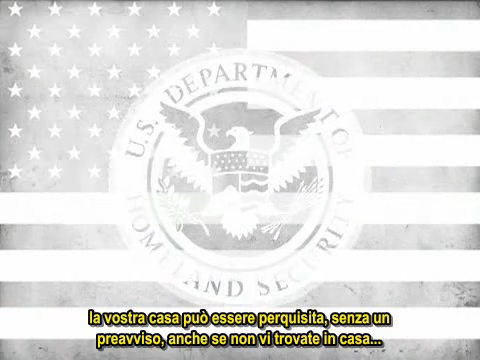 U.S. DEPARTMENT OF
HOMELAND SECURITY
la vostra casa può essere perquisita, senza un
preavviso, anche se non vi trovate in casa...